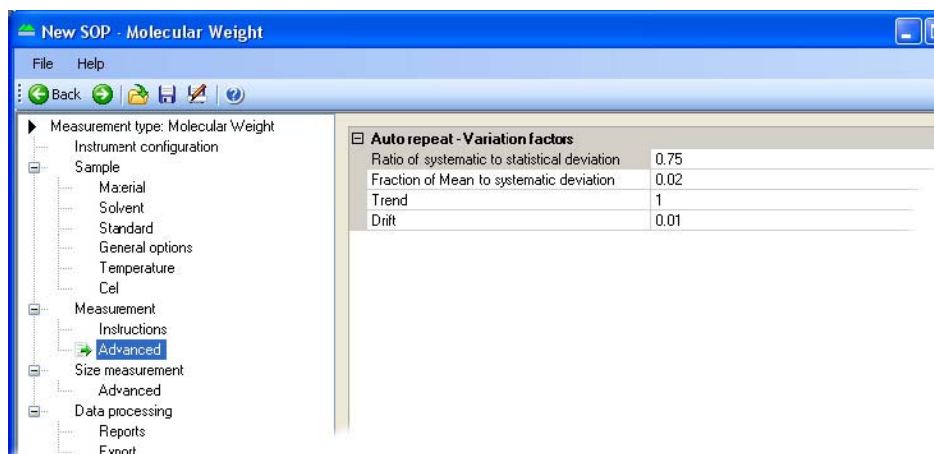 New SOP - Molecular Weight
File Help
Back
Measurement type: Molecular Weight
Instrument configuration
Sample
Material
Solvent
Standard
General options
Temperature
Cel
Measurement
Instructions
Advanced
Size measurement
Advanced
Data processing
Reports
Export
Auto repeat - Variation factors
Ratio of systematic to statistical deviation 0.75
Fraction of Mean to systematic deviation 0.02
Trend 1
Drift 0.01